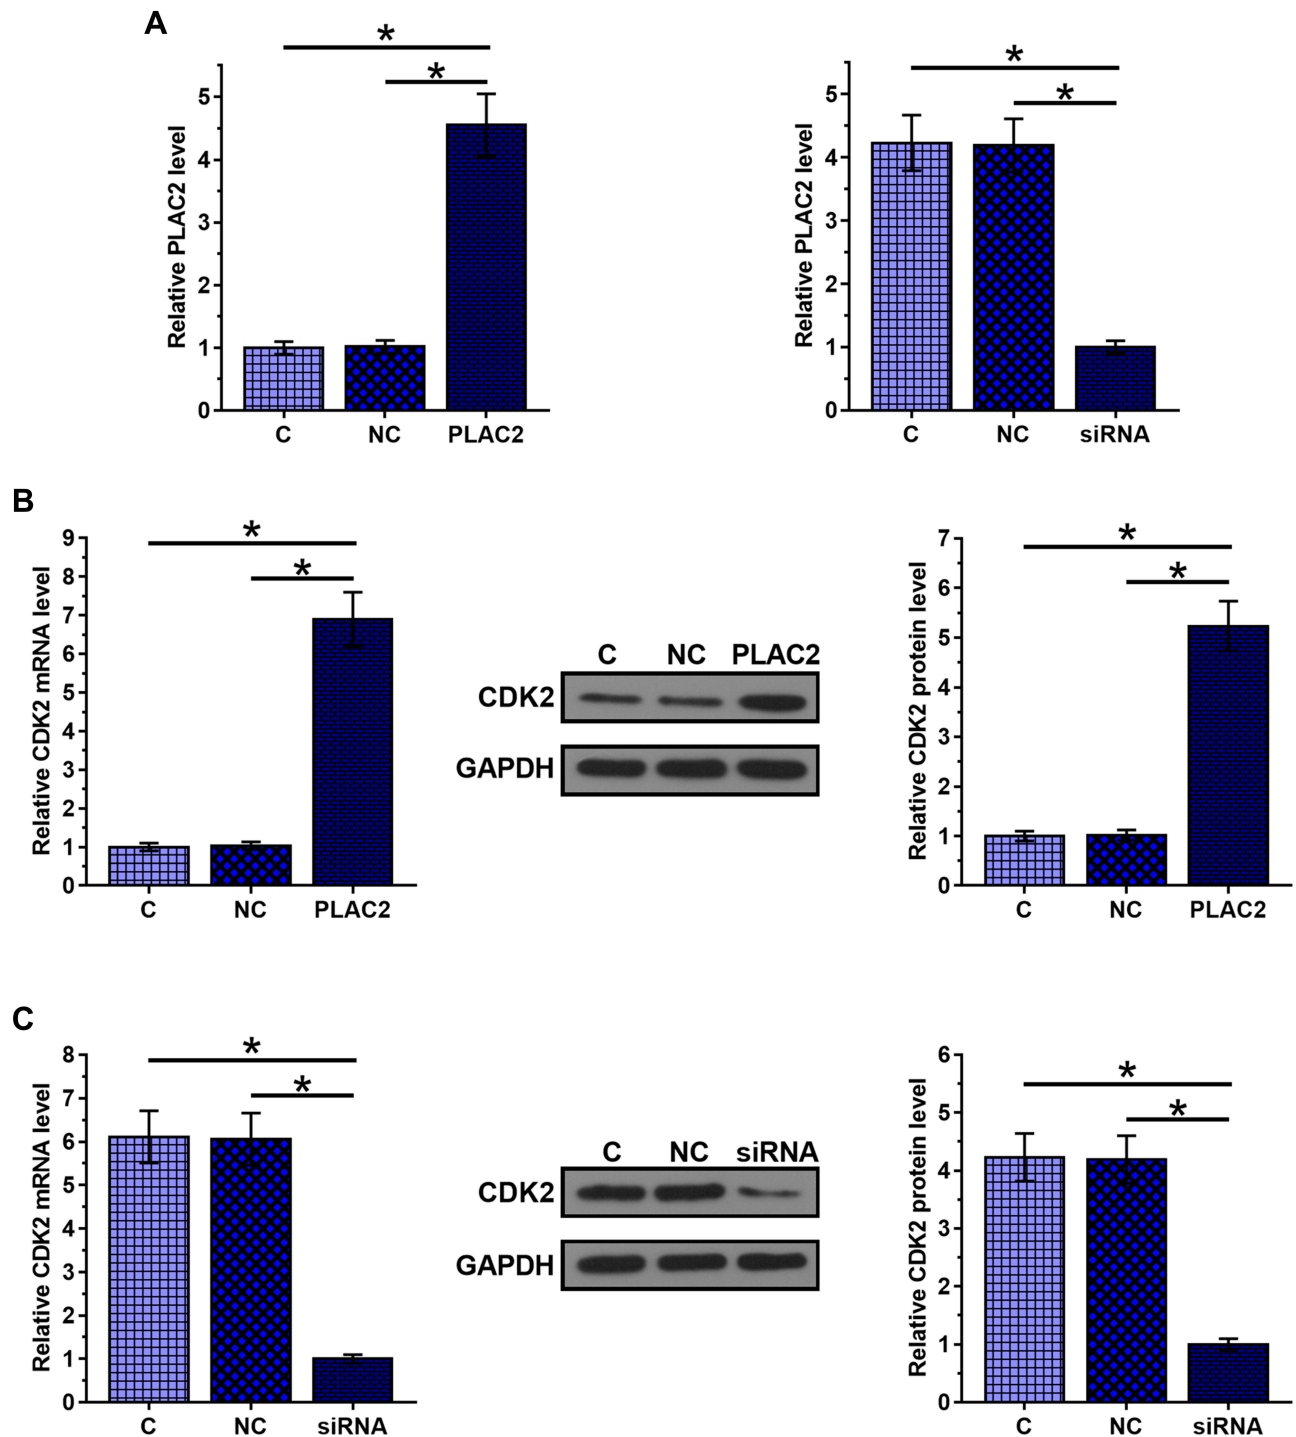 A
*
*
Relative PLAC2 level
5
4
3
2
1
0
C NC PLAC2
*
*
Relative PLAC2 level
5
4
3
2
1
0
C NC siRNA
B
*
*
Relative CDK2 mRNA level
9
8
7
6
5
4
3
2
1
0
C NC PLAC2
C NC PLAC2
CDK2
GAPDH
*
*
Relative CDK2 protein level
7
6
5
4
3
2
1
0
C NC PLAC2
C
*
*
Relative CDK2 mRNA level
8
7
6
5
4
3
2
1
0
C NC siRNA
C NC siRNA
CDK2
GAPDH
*
*
Relative CDK2 protein level
6
5
4
3
2
1
0
C NC siRNA